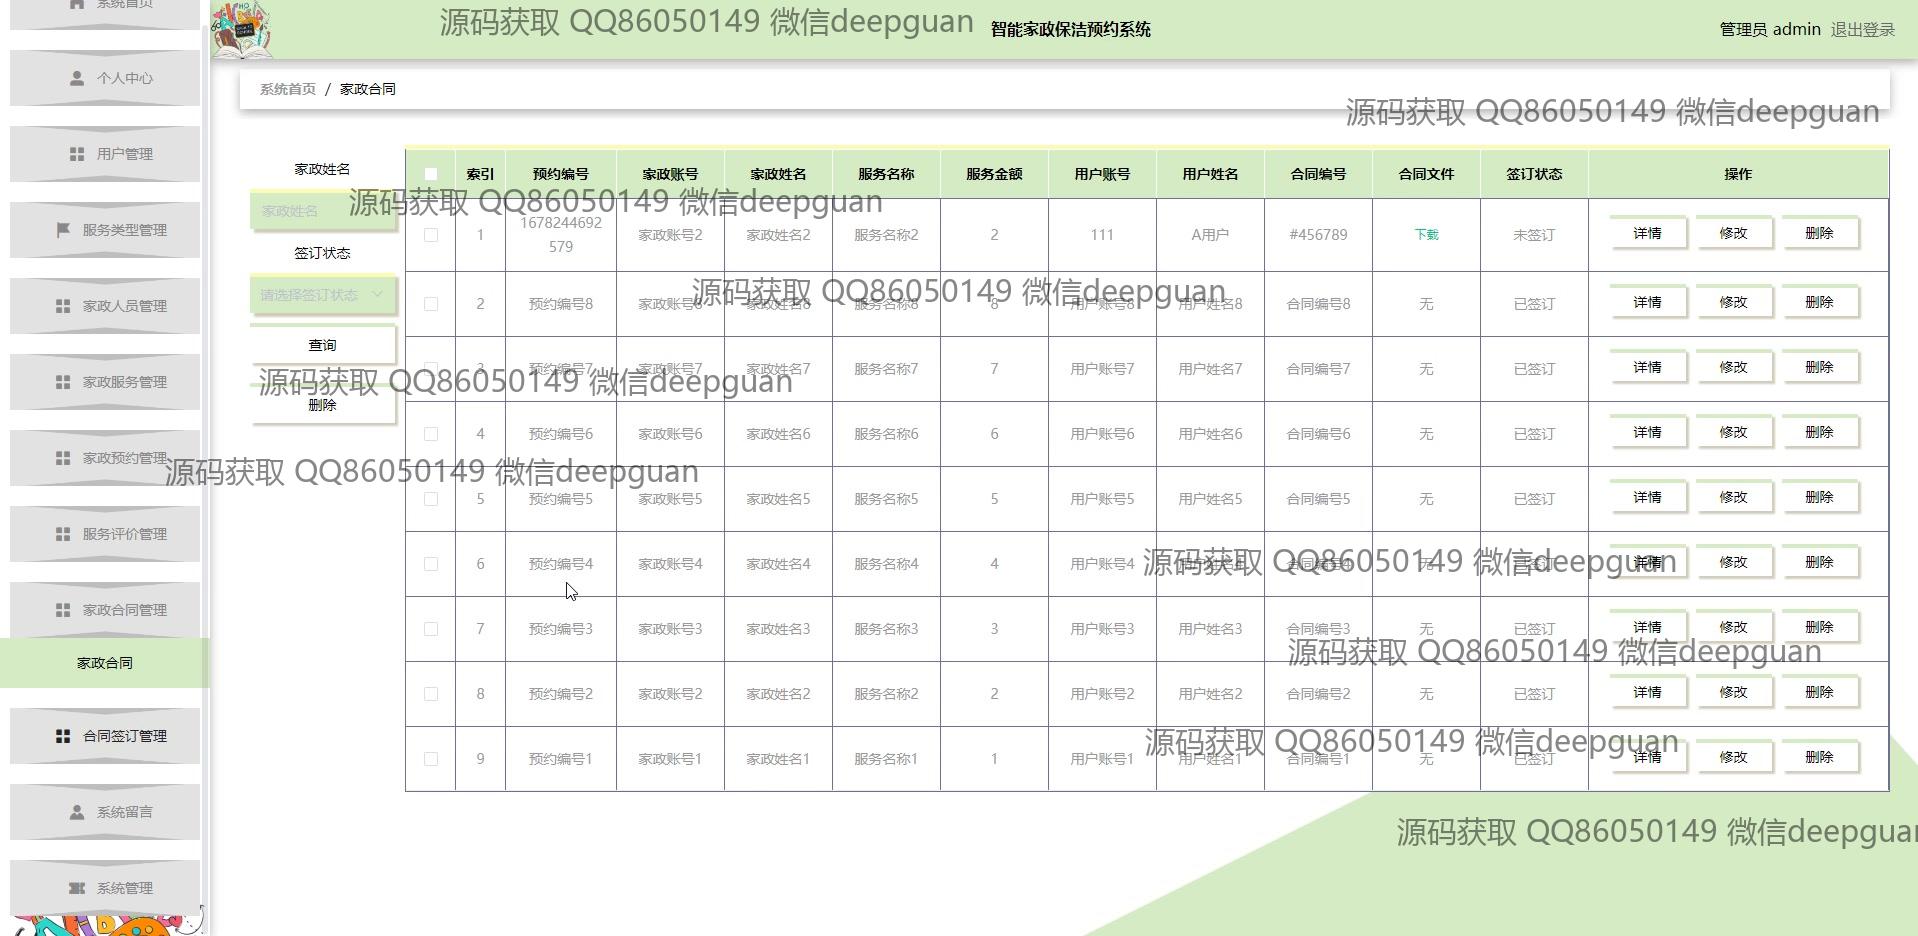 系统首页
源码获取 QQ86050149 微信deepguan
智能家政保洁预约系统
管理员 admin 退出登录
系统首页 / 家政合同
源码获取 QQ86050149 微信deepguan
个人中心
用户管理
服务类型管理
家政人员管理
家政服务管理
家政预约管理
服务评价管理
家政合同管理
家政合同
合同签订管理
系统留言
系统管理
家政姓名
家政姓名
签订状态
请选择签订状态
查询
删除
索引 预约编号 家政账号 家政姓名 服务名称 服务金额 用户账号 用户姓名 合同编号 合同文件 签订状态 操作
源码获取 QQ86050149 微信deepguan
1 1678244692579 家政账号2 家政姓名2 服务名称2 2 111 A用户 #456789 下载 未签订 详情 修改 删除
源码获取 QQ86050149 微信deepguan
2 预约编号8 家政账号8 家政姓名8 服务名称8 8 用户账号8 用户姓名8 合同编号8 无 已签订 详情 修改 删除
3 预约编号7 家政账号7 家政姓名7 服务名称7 7 用户账号7 用户姓名7 合同编号7 无 已签订 详情 修改 删除
源码获取 QQ86050149 微信deepguan
4 预约编号6 家政账号6 家政姓名6 服务名称6 6 用户账号6 用户姓名6 合同编号6 无 已签订 详情 修改 删除
源码获取 QQ86050149 微信deepguan
5 预约编号5 家政账号5 家政姓名5 服务名称5 5 用户账号5 用户姓名5 合同编号5 无 已签订 详情 修改 删除
6 预约编号4 家政账号4 家政姓名4 服务名称4 4 用户账号4 用户姓名4 合同编号4 无 已签订 详情 修改 删除
源码获取 QQ86050149 微信deepguan
7 预约编号3 家政账号3 家政姓名3 服务名称3 3 用户账号3 用户姓名3 合同编号3 无 已签订 详情 修改 删除
源码获取 QQ86050149 微信deepguan
8 预约编号2 家政账号2 家政姓名2 服务名称2 2 用户账号2 用户姓名2 合同编号2 无 已签订 详情 修改 删除
源码获取 QQ86050149 微信deepguan
9 预约编号1 家政账号1 家政姓名1 服务名称1 1 用户账号1 用户姓名1 合同编号1 无 已签订 详情 修改 删除
源码获取 QQ86050149 微信deepguan